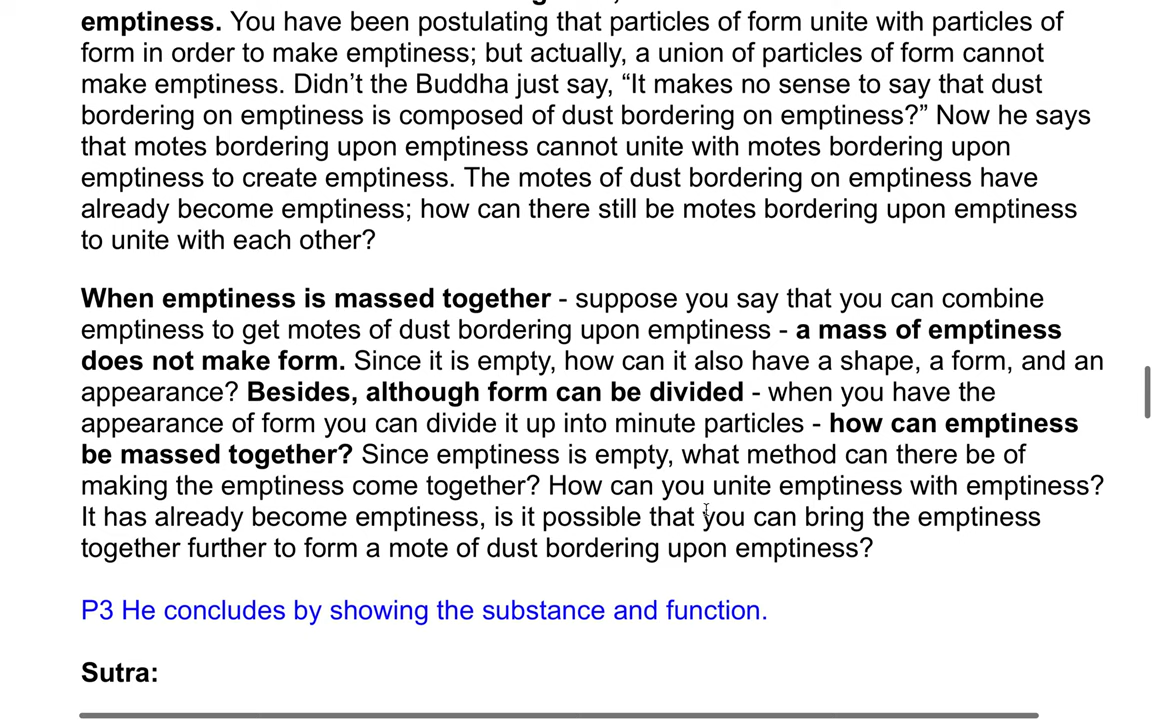 emptiness. You have been postulating that particles of form unite with particles of
form in order to make emptiness; but actually, a union of particles of form cannot
make emptiness. Didn’t the Buddha just say, “It makes no sense to say that dust
bordering on emptiness is composed of dust bordering on emptiness?” Now he says
that motes bordering upon emptiness cannot unite with motes bordering upon
emptiness to create emptiness. The motes of dust bordering on emptiness have
already become emptiness; how can there still be motes bordering upon emptiness
to unite with each other?
When emptiness is massed together - suppose you say that you can combine
emptiness to get motes of dust bordering upon emptiness - a mass of emptiness
does not make form. Since it is empty, how can it also have a shape, a form, and an
appearance? Besides, although form can be divided - when you have the
appearance of form you can divide it up into minute particles - how can emptiness
be massed together? Since emptiness is empty, what method can there be of
making the emptiness come together? How can you unite emptiness with emptiness?
It has already become emptiness, is it possible that you can bring the emptiness
together further to form a mote of dust bordering upon emptiness?
P3 He concludes by showing the substance and function.
Sutra: